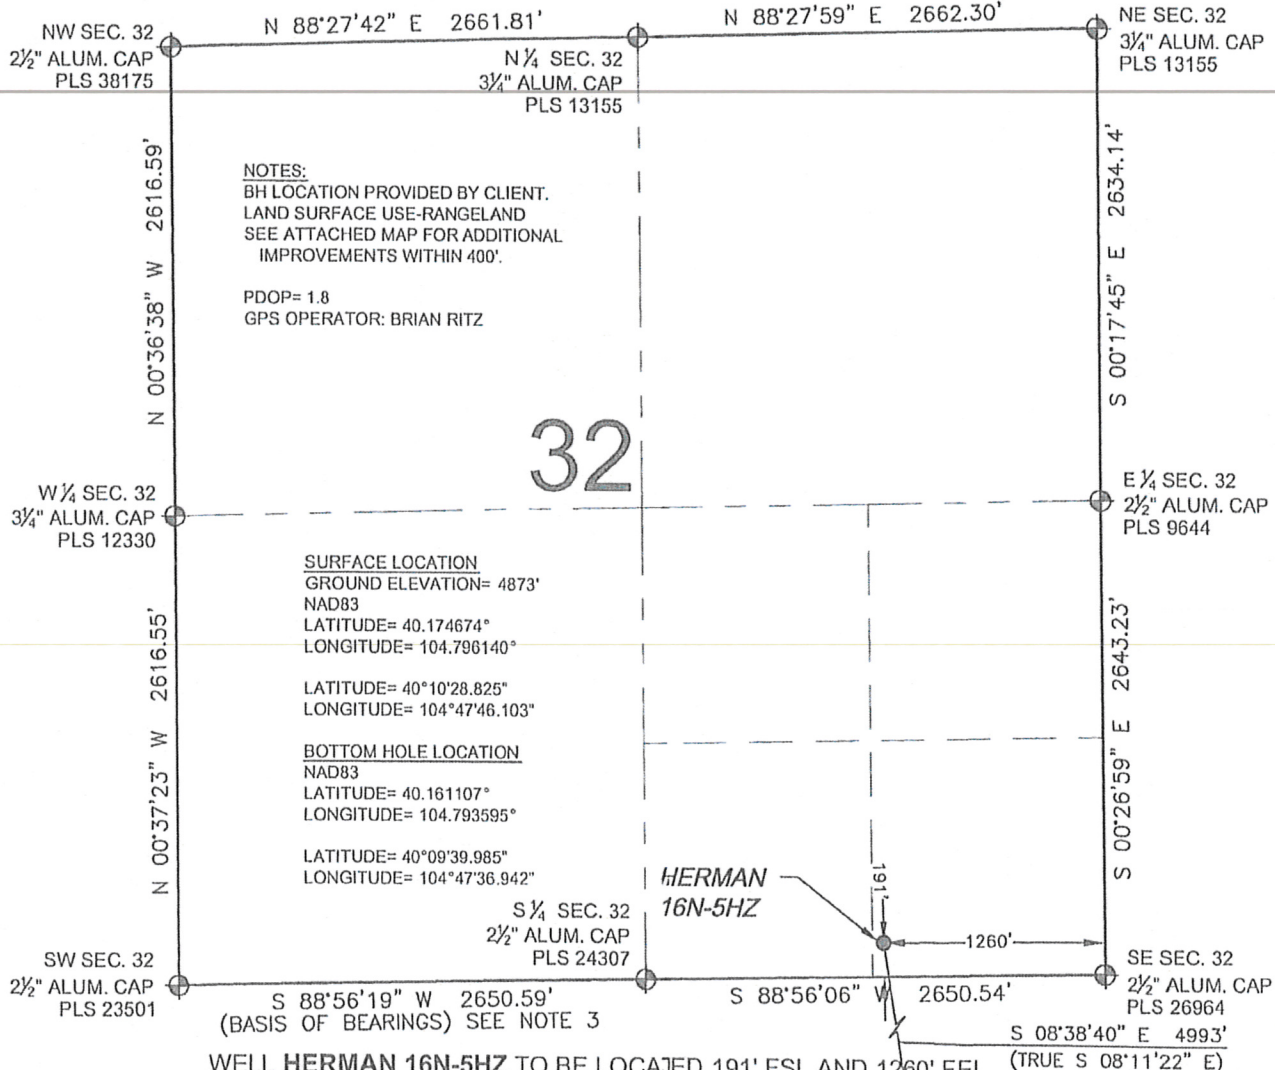 N 88°27'42" E 2661.81'
N 88°27'59" E 2662.30'
NW SEC. 32
2½" ALUM. CAP
PLS 38175
N ¼ SEC. 32
3¼" ALUM. CAP
PLS 13155
NE SEC. 32
3¼" ALUM. CAP
PLS 13155
N 00°36'38" W 2616.59'
S 00°17'45" E 2634.14'
NOTES:
BH LOCATION PROVIDED BY CLIENT.
LAND SURFACE USE-RANGELAND
SEE ATTACHED MAP FOR ADDITIONAL
IMPROVEMENTS WITHIN 400'.
PDOP= 1.8
GPS OPERATOR: BRIAN RITZ
32
W ¼ SEC. 32
3¼" ALUM. CAP
PLS 12330
E ¼ SEC. 32
2½" ALUM. CAP
PLS 9644
SURFACE LOCATION
GROUND ELEVATION= 4873'
NAD83
LATITUDE= 40.174674°
LONGITUDE= 104.796140°
LATITUDE= 40°10'28.825"
LONGITUDE= 104°47'46.103"
BOTTOM HOLE LOCATION
NAD83
LATITUDE= 40.161107°
LONGITUDE= 104.793595°
LATITUDE= 40°09'39.985"
LONGITUDE= 104°47'36.942"
N 00°37'23" W 2616.55'
S 00°26'59" E 2643.23'
HERMAN
16N-5HZ
191'
1260'
S ¼ SEC. 32
2½" ALUM. CAP
PLS 24307
SW SEC. 32
2½" ALUM. CAP
PLS 23501
SE SEC. 32
2½" ALUM. CAP
PLS 26964
S 88°56'19" W 2650.59'
(BASIS OF BEARINGS) SEE NOTE 3
S 88°56'06" W 2650.54'
S 08°38'40" E 4993'
(TRUE S 08°11'22" E)
WELL HERMAN 16N-5HZ TO BE LOCATED 191' FSL AND 1260' FEL